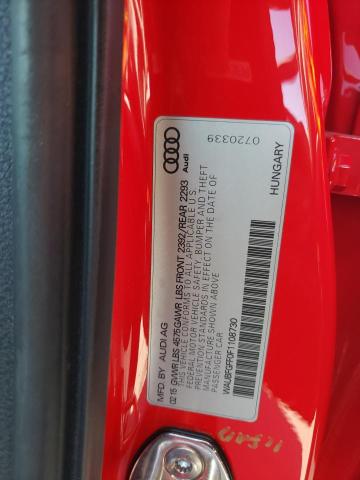 MFD. BY AUDI AG
02.15 GVWR LBS 4575 GAWR LBS FRONT 2392/REAR 2293
THIS VEHICLE CONFORMS TO ALL APPLICABLE U S
FEDERAL MOTOR VEHICLE SAFETY, BUMPER AND THEFT
PREVENTION STANDARDS IN EFFECT ON THE DATE OF
MANUFACTURE SHOWN ABOVE
PASSENGER CAR
WAUBFGFF0F1108730
HUNGARY
Audi
0720339